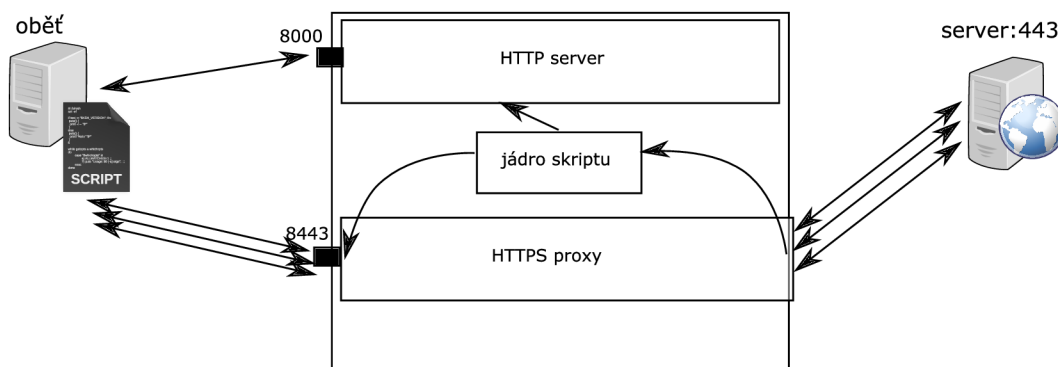 oběť
server:443
8000
HTTP server
jádro skriptu
SCRIPT
8443
HTTPS proxy